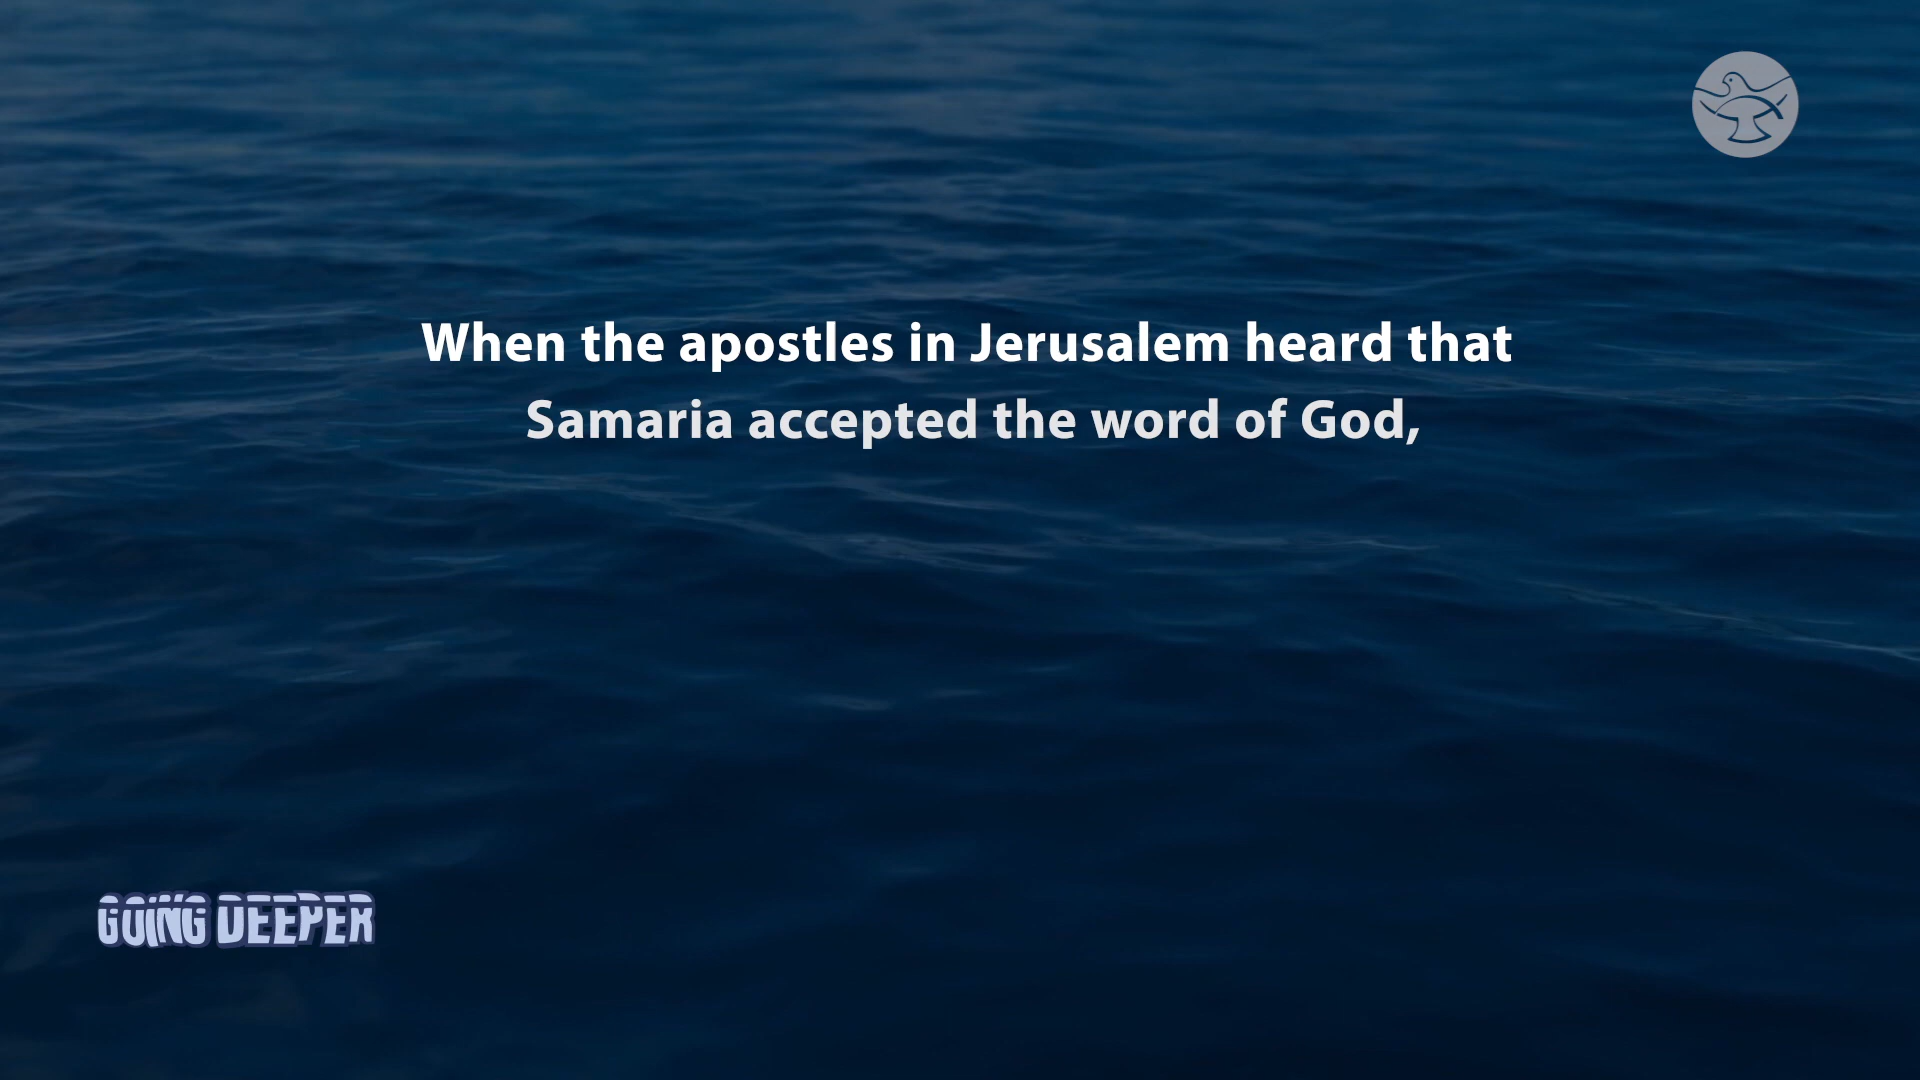 When the apostles in Jerusalem heard that
Samaria accepted the word of God,
GOING DEEPER